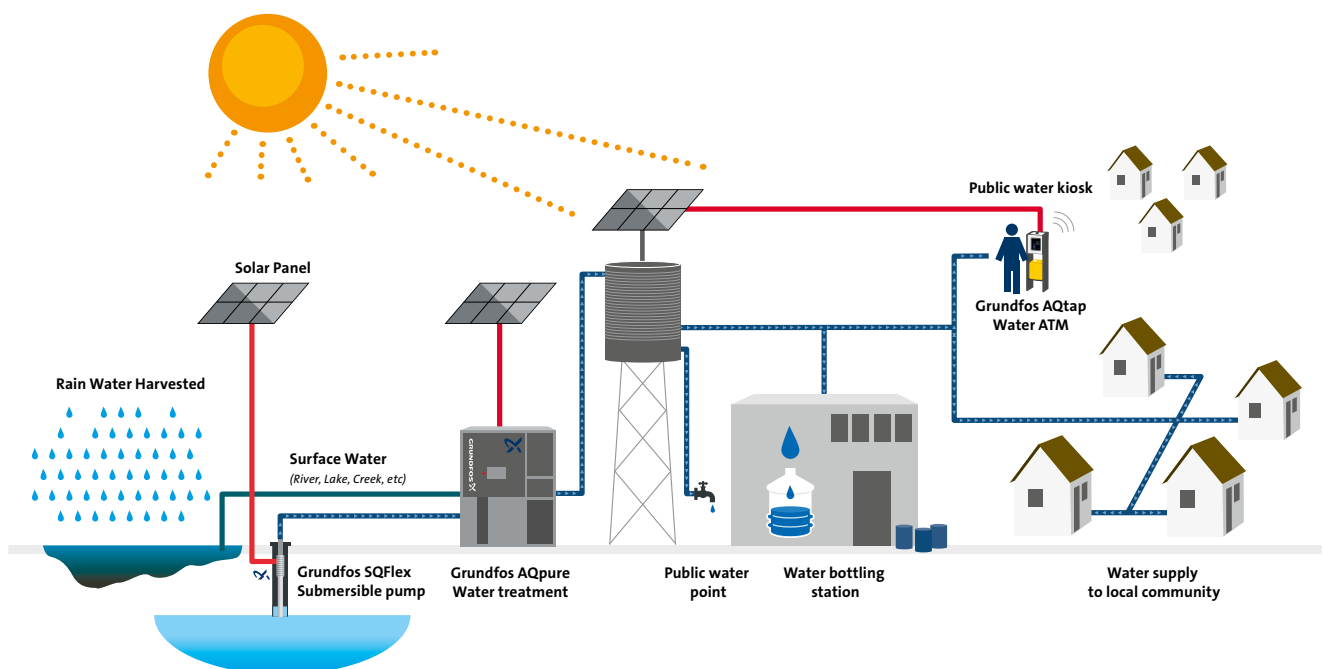 Public water kiosk
Solar Panel
Grundfos AQtap
Water ATM
Rain Water Harvested
GRUNDFOS
Surface Water
(River, Lake, Creek, etc)
Grundfos SQFlex
Submersible pump
Grundfos AQpure
Water treatment
Public water
point
Water bottling
station
Water supply
to local community